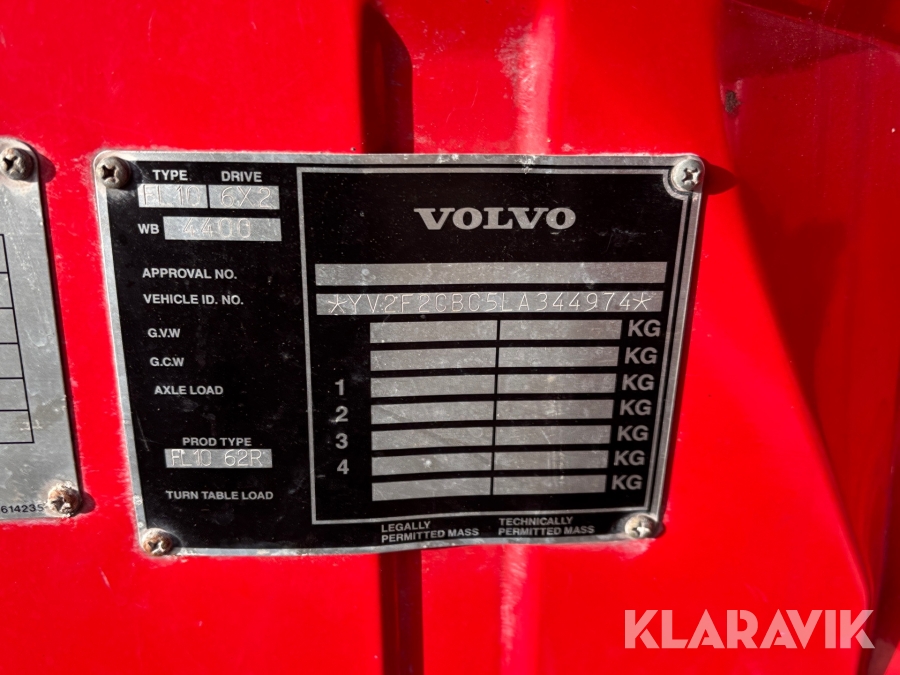 TYPE DRIVE
FL10 6X2
WB 4400
VOLVO
APPROVAL NO.
VEHICLE ID. NO. *YV2F2GBC5LA344974*
G.V.W KG
G.C.W KG
AXLE LOAD 1 KG
2 KG
3 KG
PROD TYPE
4 KG
FL10 62R
TURN TABLE LOAD KG
LEGALLY PERMITTED MASS
TECHNICALLY PERMITTED MASS
614235
KLARAVIK